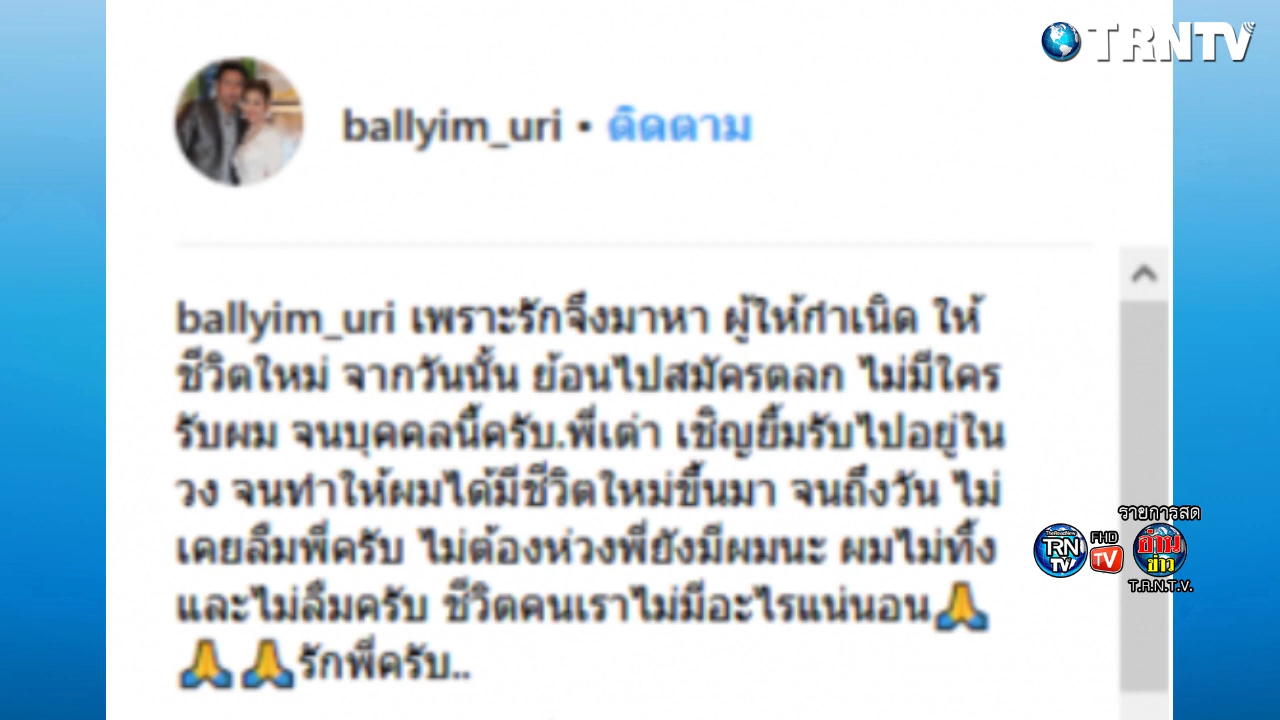 TRNTV
ballyim_uri • ติดตาม
ballyim_uri เพราะรักจึงมาหา ผู้ให้กำเนิด ให้
ชีวิตใหม่ จากวันนั้น ย้อนไปสมัครตลก ไม่มีใคร
รับผม จนบุคคลนี้ครับ.พี่เต่า เชิญยิ้มรับไปอยู่ใน
วง จนทำให้ผมได้มีชีวิตใหม่ขึ้นมา จนถึงวัน ไม่
เคยลืมพี่ครับ ไม่ต้องห่วงพี่ยังมีผมนะ ผมไม่ทิ้ง
และไม่ลืมครับ ชีวิตคนเราไม่มีอะไรแน่นอน🙏
🙏🙏รักพี่ครับ..
รายการสด
TRN TV
FHD TV
อ่านข่าว
T.R.N.T.V.